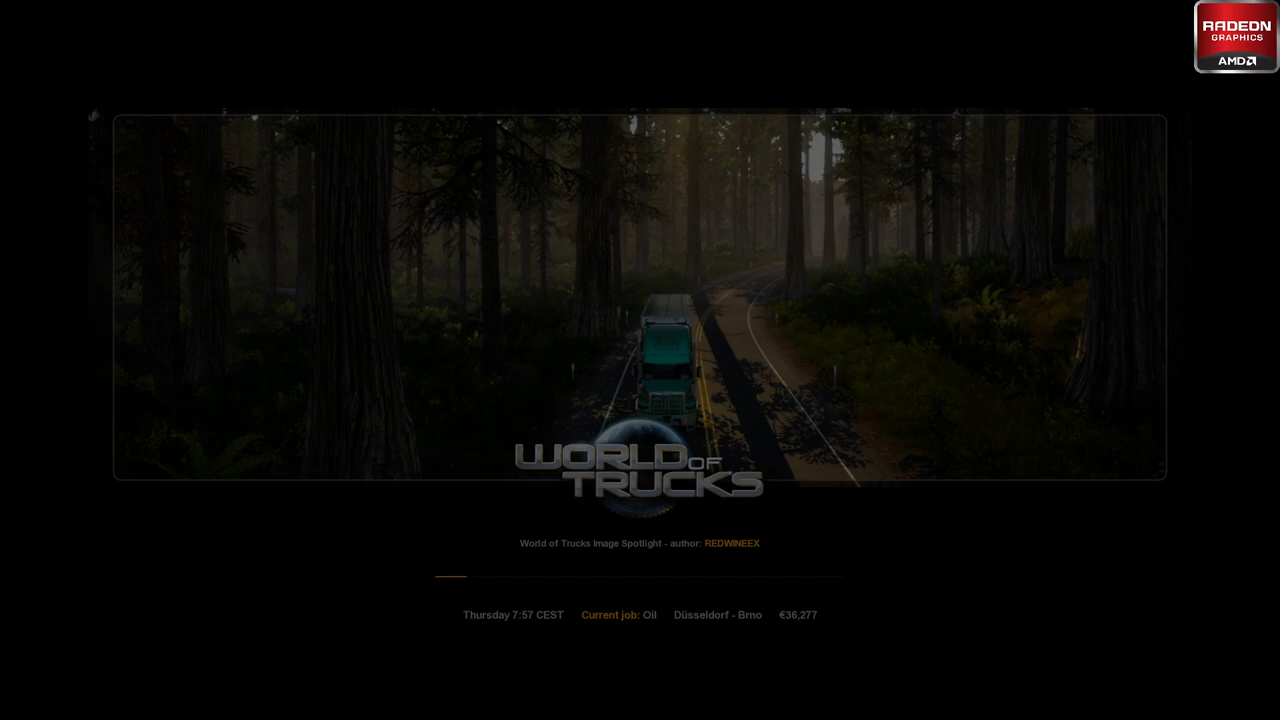 RADEON
GRAPHICS
AMD
WORLD OF
TRUCKS
World of Trucks Image Spotlight - author: REDWINEEX
Thursday 7:57 CEST Current job: Oil Düsseldorf - Brno €36,277